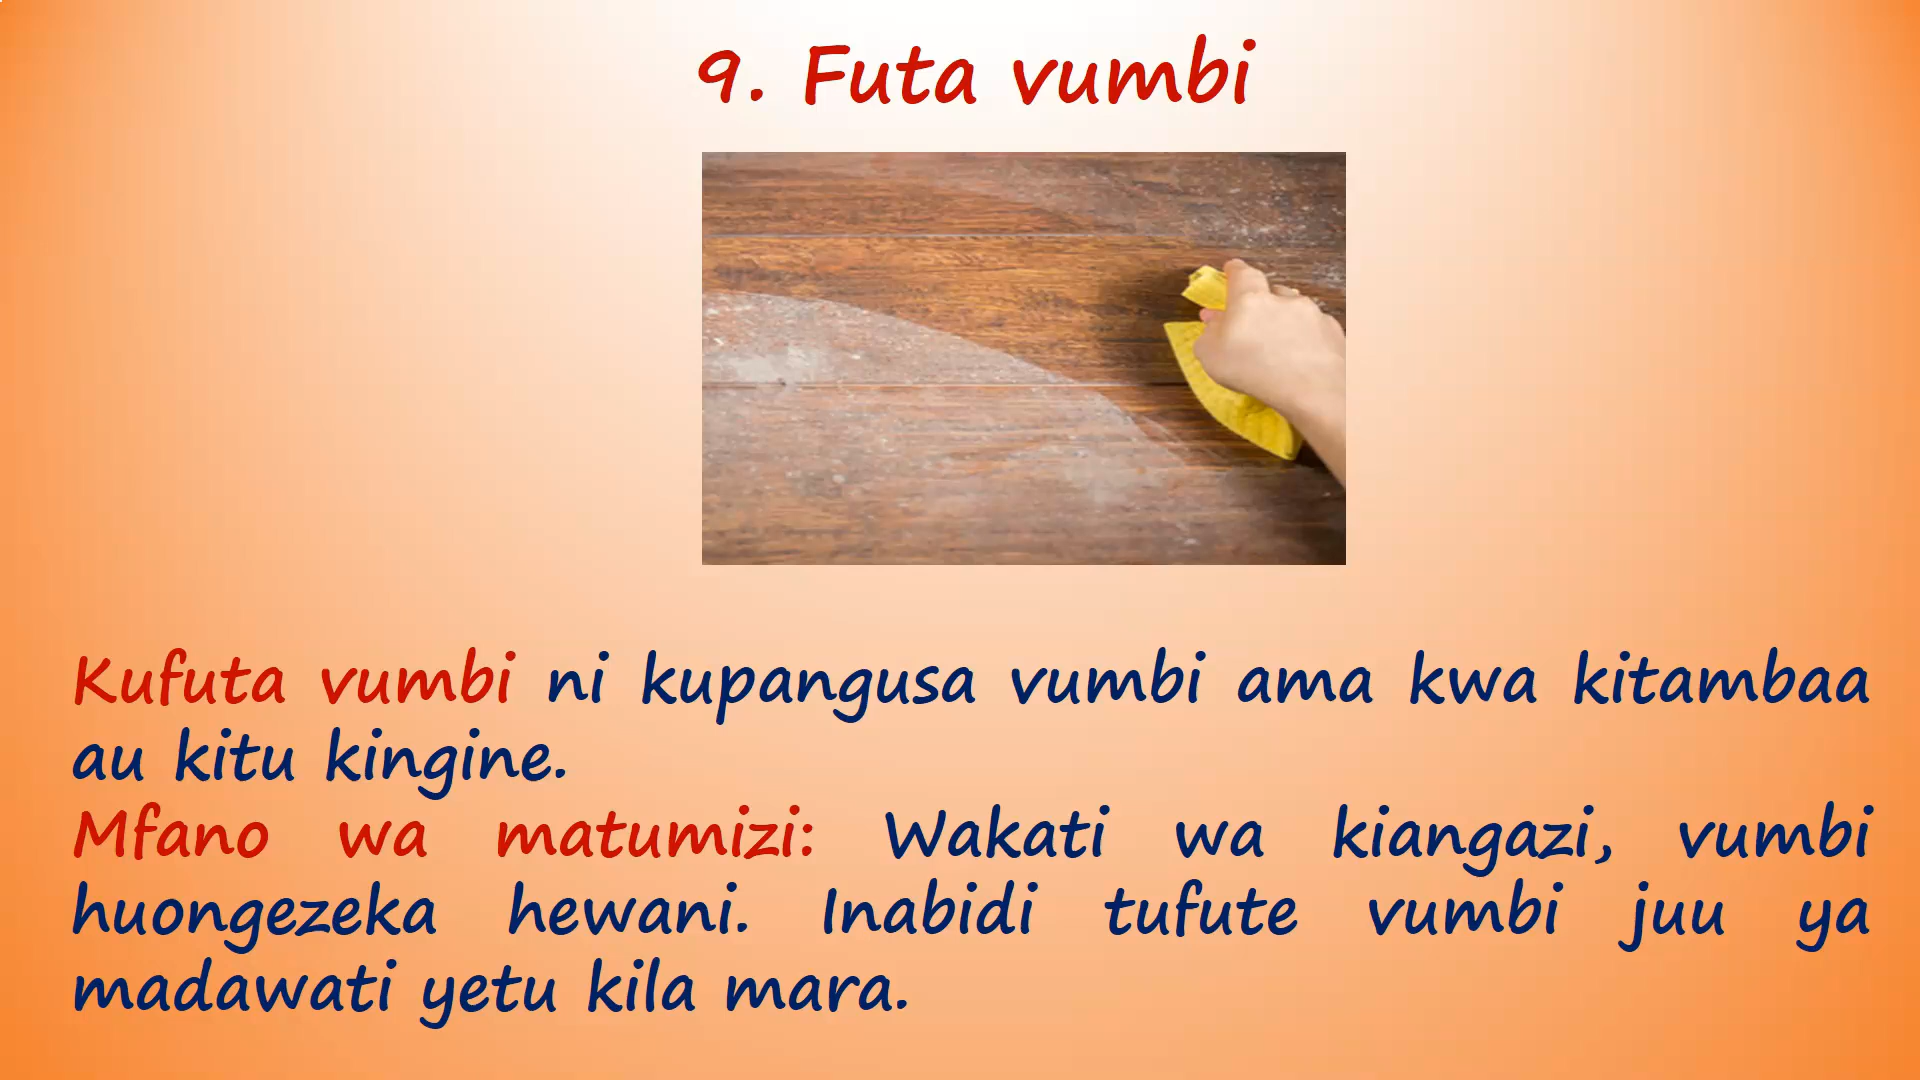 9. Futa vumbi
Kufuta vumbi ni kupangusa vumbi ama kwa kitambaa
au kitu kingine.
Mfano wa matumizi: Wakati wa kiangazi, vumbi
huongezeka hewani. Inabidi tufute vumbi juu ya
madawati yetu kila mara.